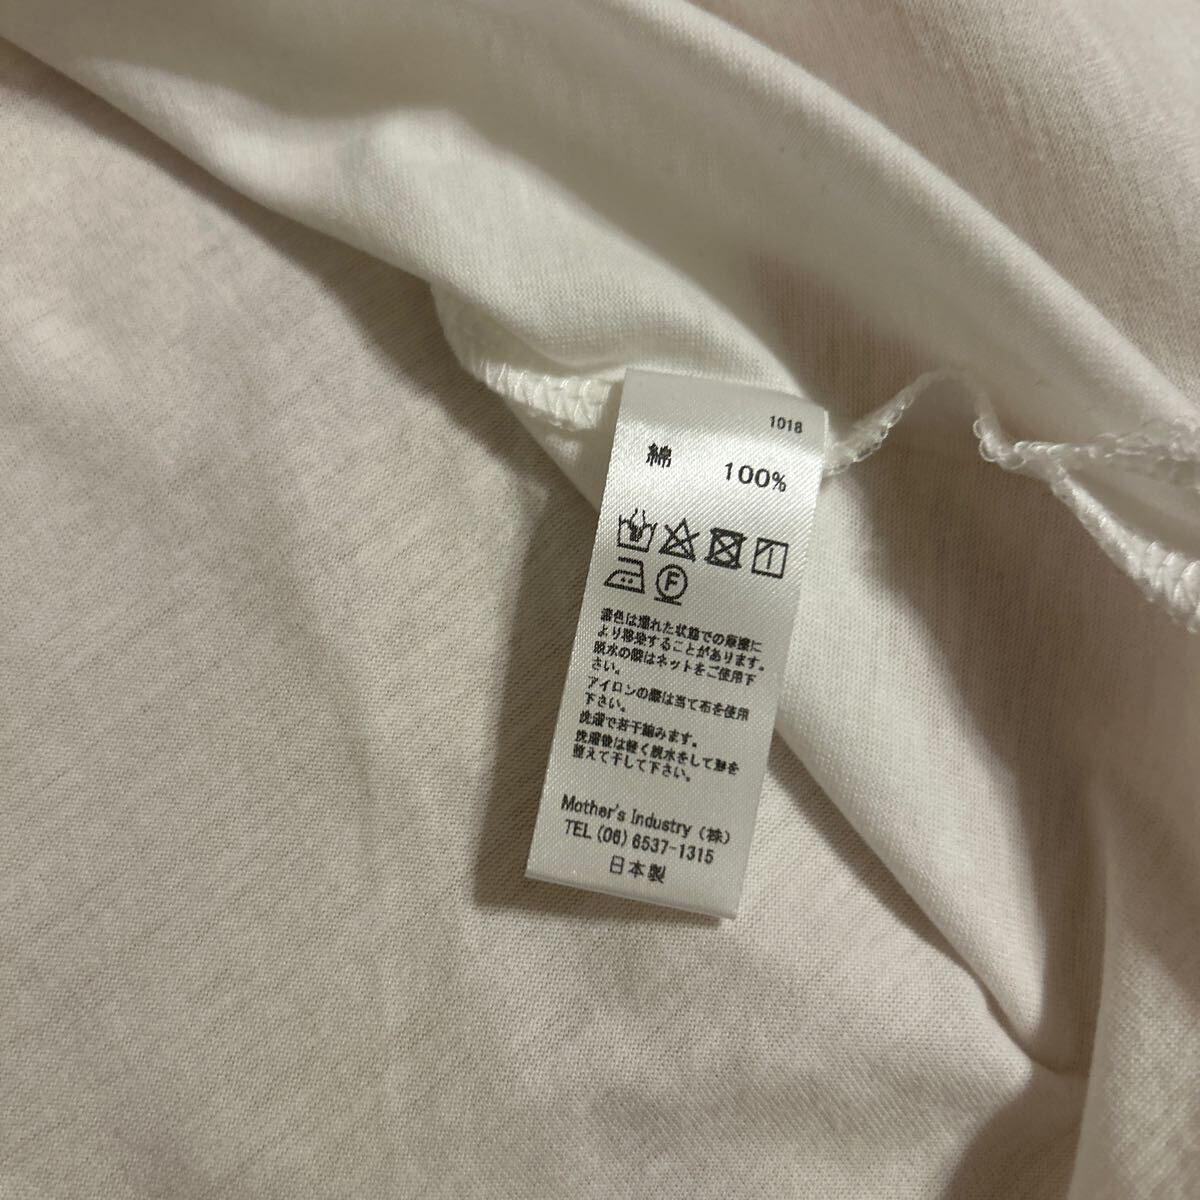 1018
綿 100%
F
濃色は濡れた状態での摩擦に
より移染することがあります。
脱水の際はネットをご使用下
さい。
アイロンの際は当て布を使用
下さい。
洗濯で若干縮みます。
洗濯後は軽く脱水をして形を
整えて干して下さい。
Mother's Industry (株)
TEL (06) 6537-1315
日本製